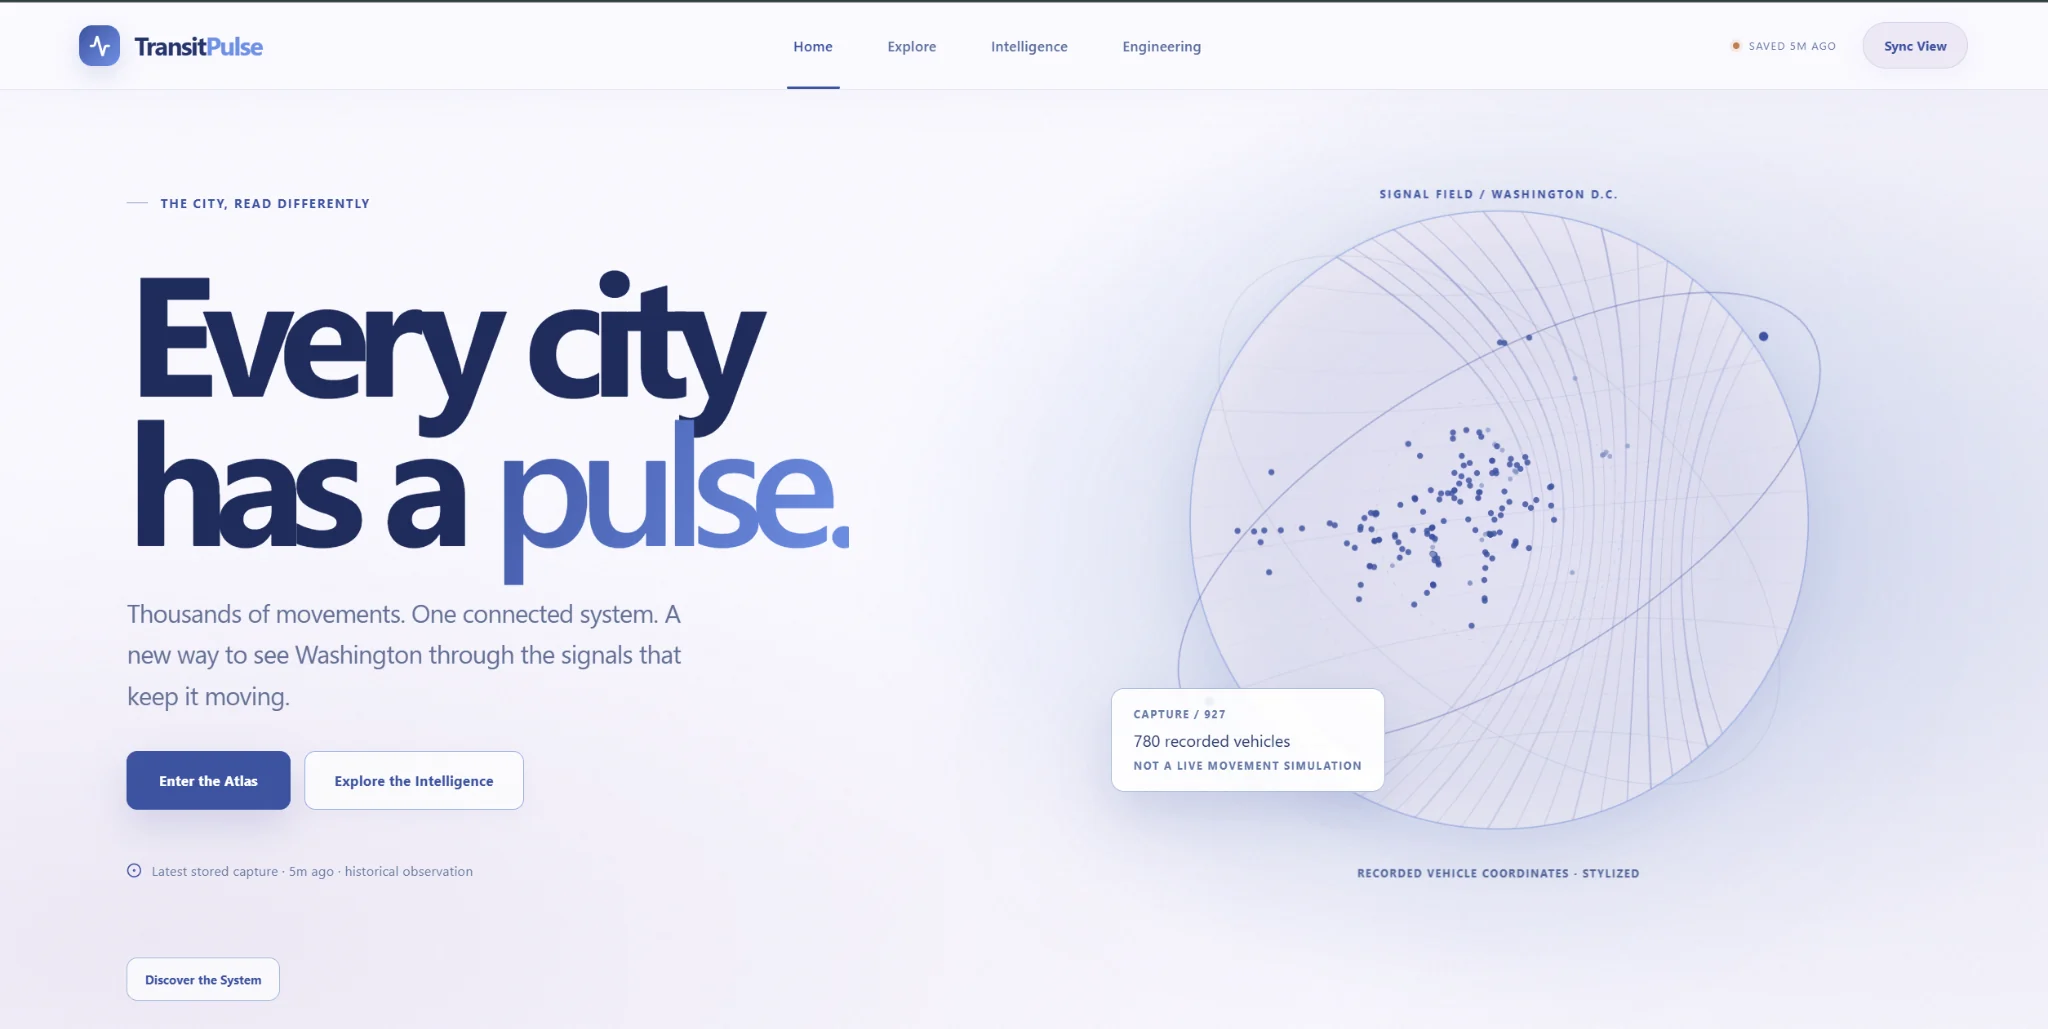 TransitPulse
Home
Explore
Intelligence
Engineering
SAVED 5M AGO
Sync View
THE CITY, READ DIFFERENTLY
Every city
has a pulse.
Thousands of movements. One connected system. A
new way to see Washington through the signals that
keep it moving.
Enter the Atlas
Explore the Intelligence
Latest stored capture · 5m ago · historical observation
Discover the System
SIGNAL FIELD / WASHINGTON D.C.
CAPTURE / 927
780 recorded vehicles
NOT A LIVE MOVEMENT SIMULATION
RECORDED VEHICLE COORDINATES · STYLIZED